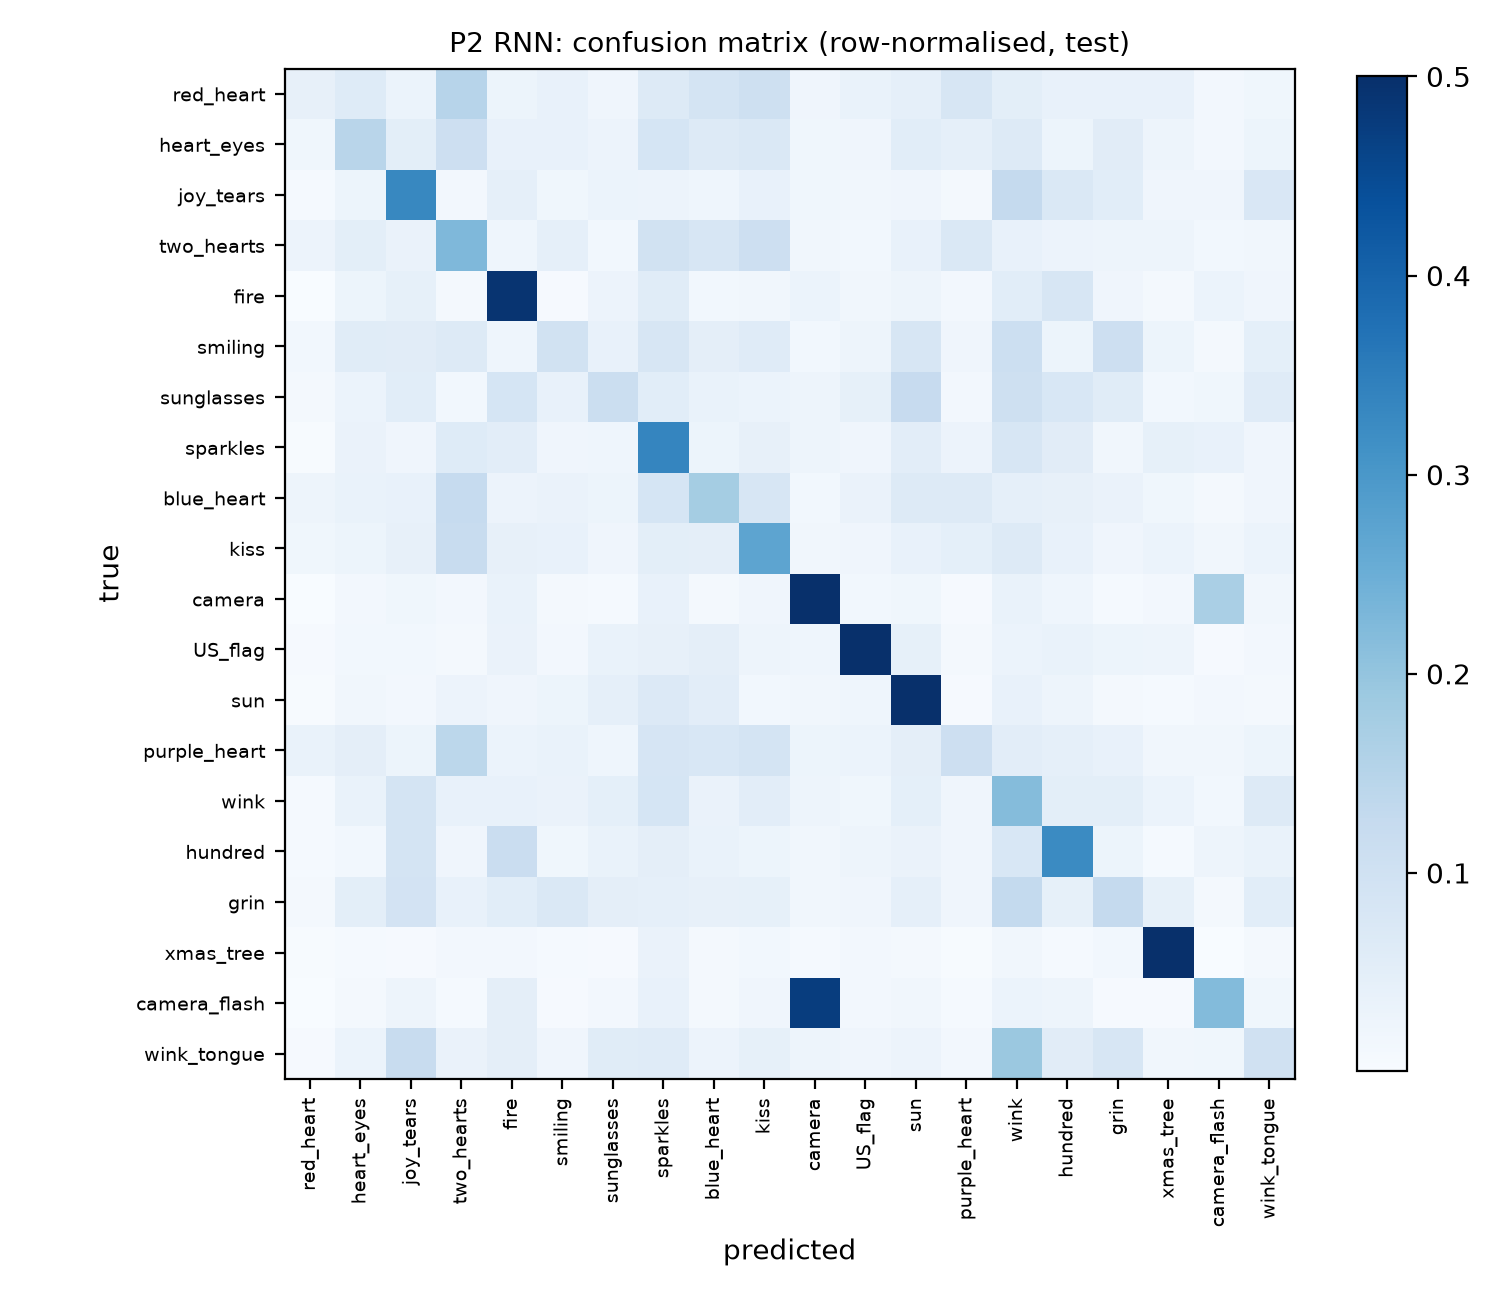 P2 RNN: confusion matrix (row-normalised, test)
red_heart
heart_eyes
joy_tears
two_hearts
fire
smiling
sunglasses
sparkles
blue_heart
kiss
camera
US_flag
sun
purple_heart
wink
hundred
grin
xmas_tree
camera_flash
wink_tongue
true
red_heart
heart_eyes
joy_tears
two_hearts
fire
smiling
sunglasses
sparkles
blue_heart
kiss
camera
US_flag
sun
purple_heart
wink
hundred
grin
xmas_tree
camera_flash
wink_tongue
predicted
0.5
0.4
0.3
0.2
0.1